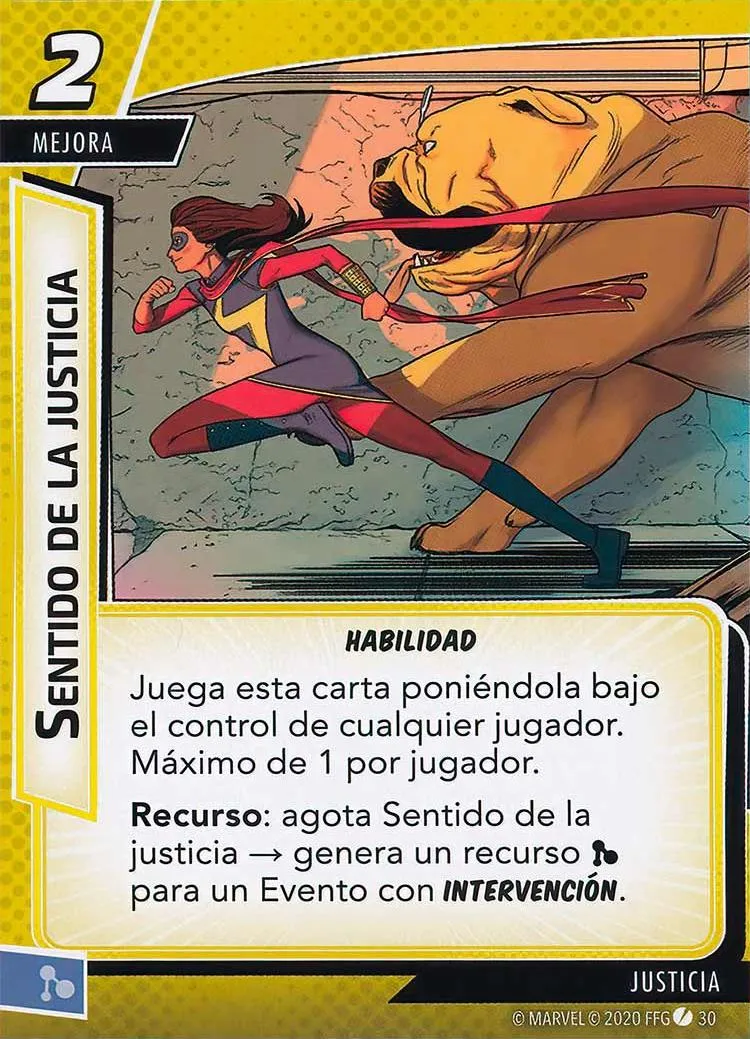 2
MEJORA
SENTIDO DE LA JUSTICIA
HABILIDAD
Juega esta carta poniéndola bajo
el control de cualquier jugador.
Máximo de 1 por jugador.
Recurso: agota Sentido de la
justicia → genera un recurso
para un Evento con INTERVENCIÓN.
JUSTICIA
© MARVEL © 2020 FFG 30